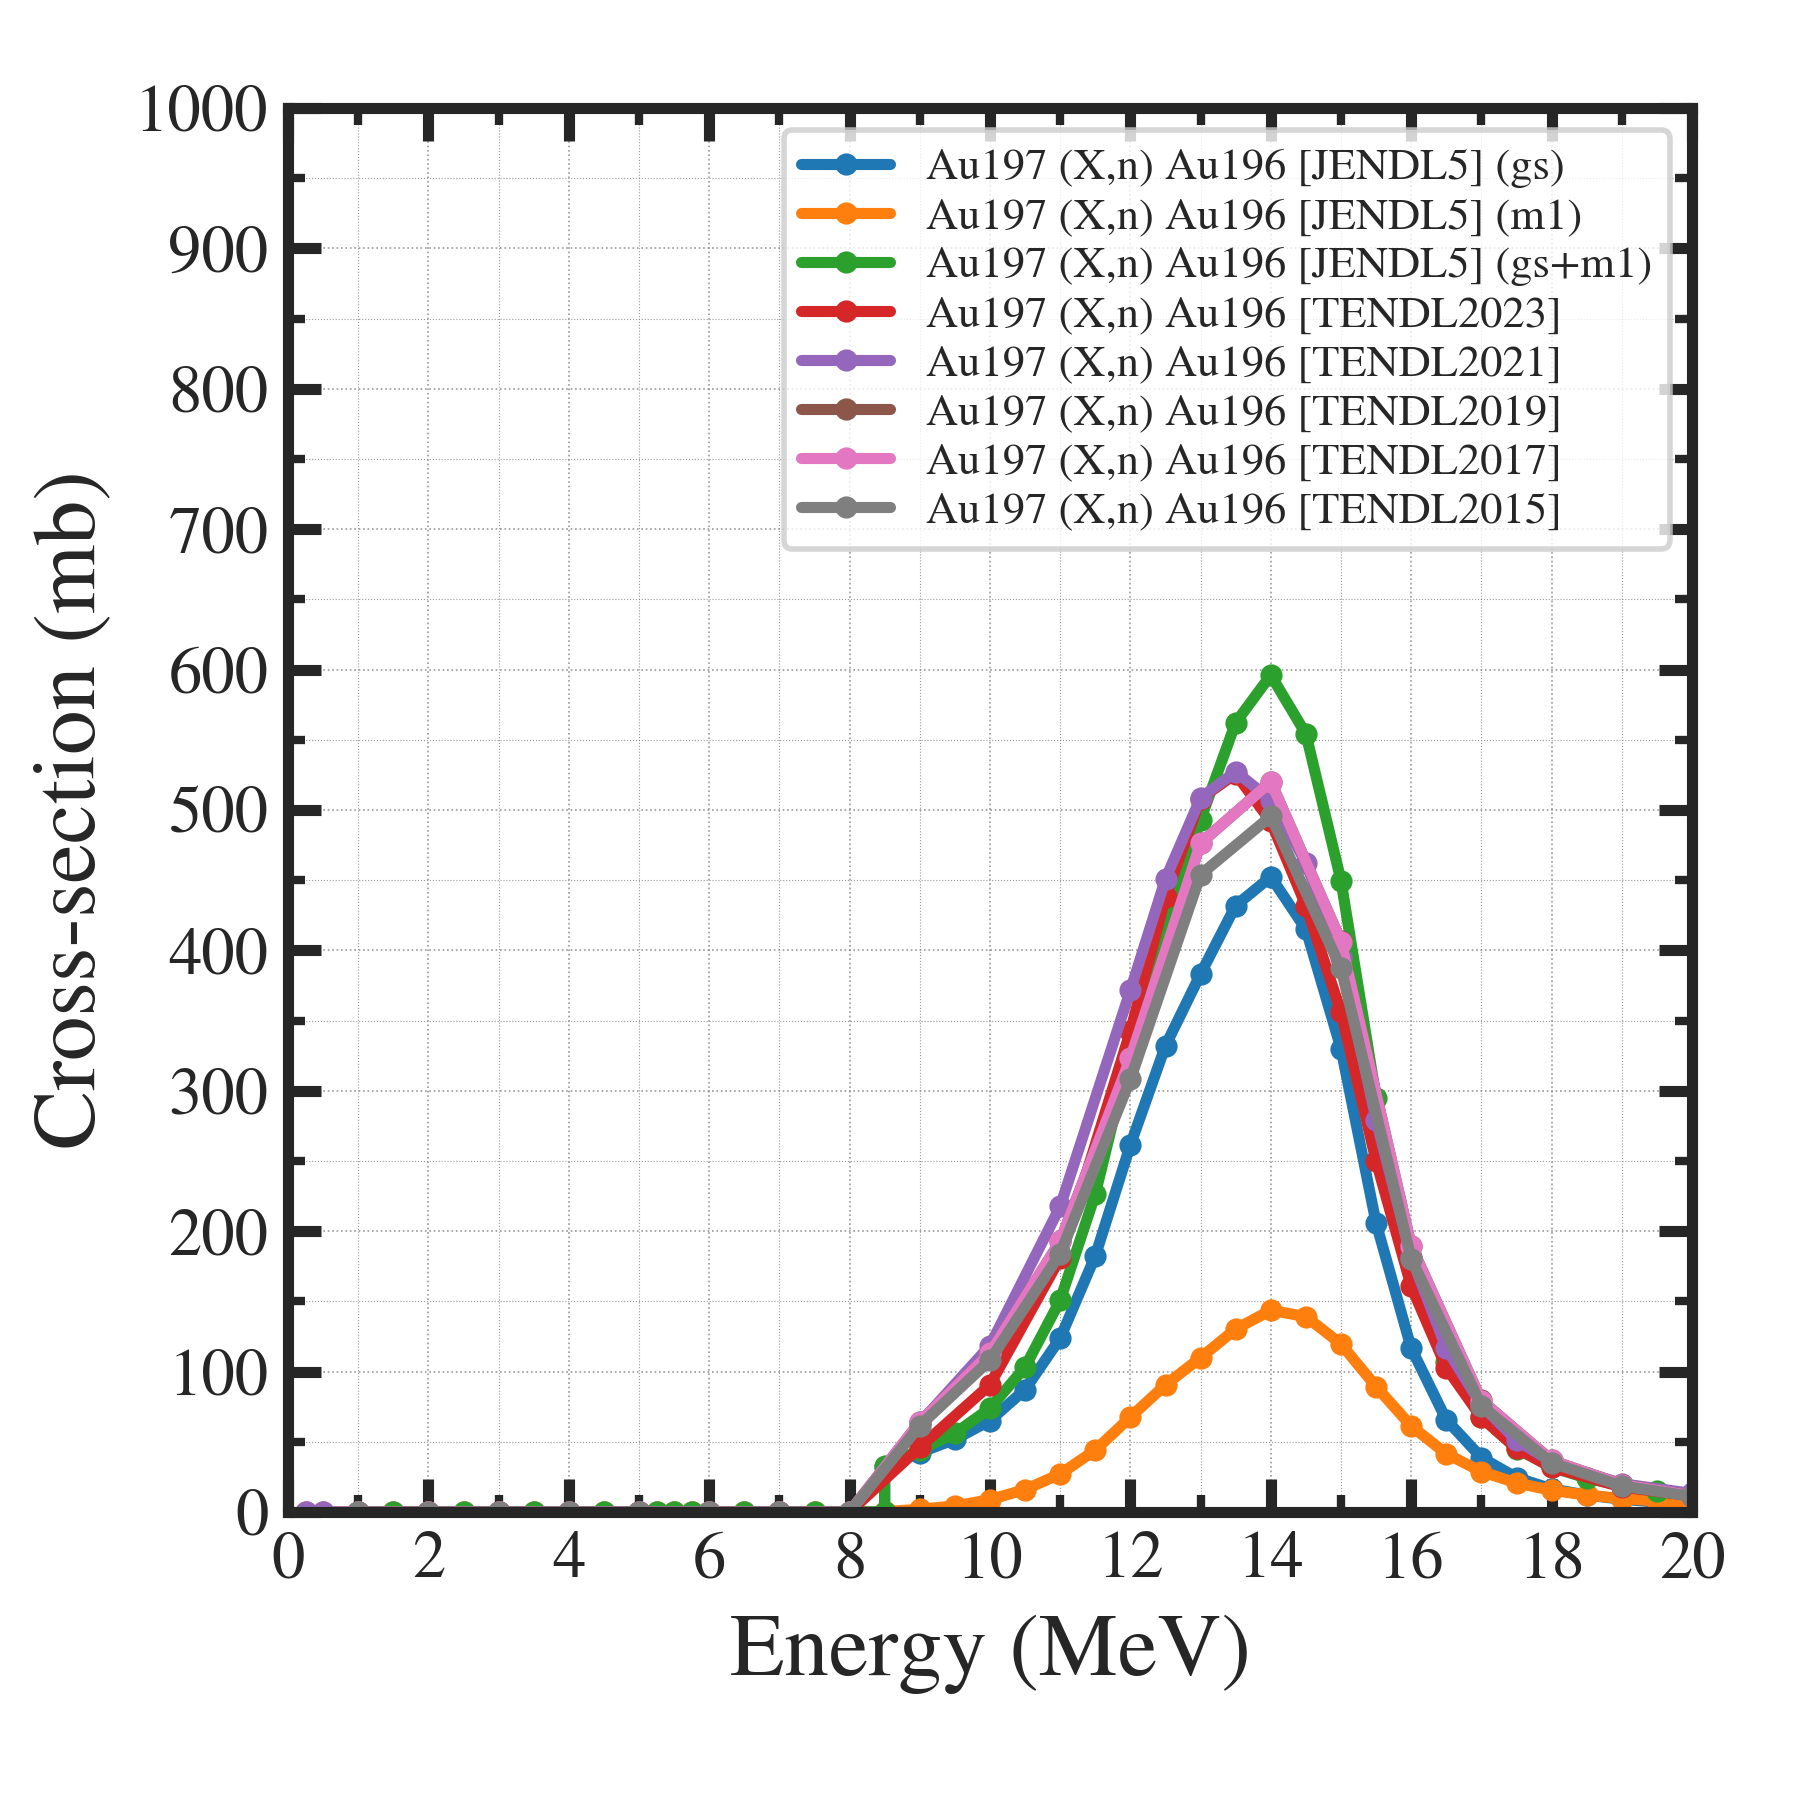 1000
900
800
700
600
500
400
300
200
100
0
Cross-section (mb)
Au197 (X,n) Au196 [JENDL5] (gs)
Au197 (X,n) Au196 [JENDL5] (m1)
Au197 (X,n) Au196 [JENDL5] (gs+m1)
Au197 (X,n) Au196 [TENDL2023]
Au197 (X,n) Au196 [TENDL2021]
Au197 (X,n) Au196 [TENDL2019]
Au197 (X,n) Au196 [TENDL2017]
Au197 (X,n) Au196 [TENDL2015]
0 2 4 6 8 10 12 14 16 18 20
Energy (MeV)